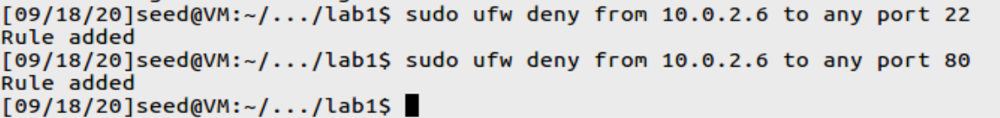 [09/18/20]seed@VM:~/.../lab1$ sudo ufw deny from 10.0.2.6 to any port 22
Rule added
[09/18/20]seed@VM:~/.../lab1$ sudo ufw deny from 10.0.2.6 to any port 80
Rule added
[09/18/20]seed@VM:~/.../lab1$